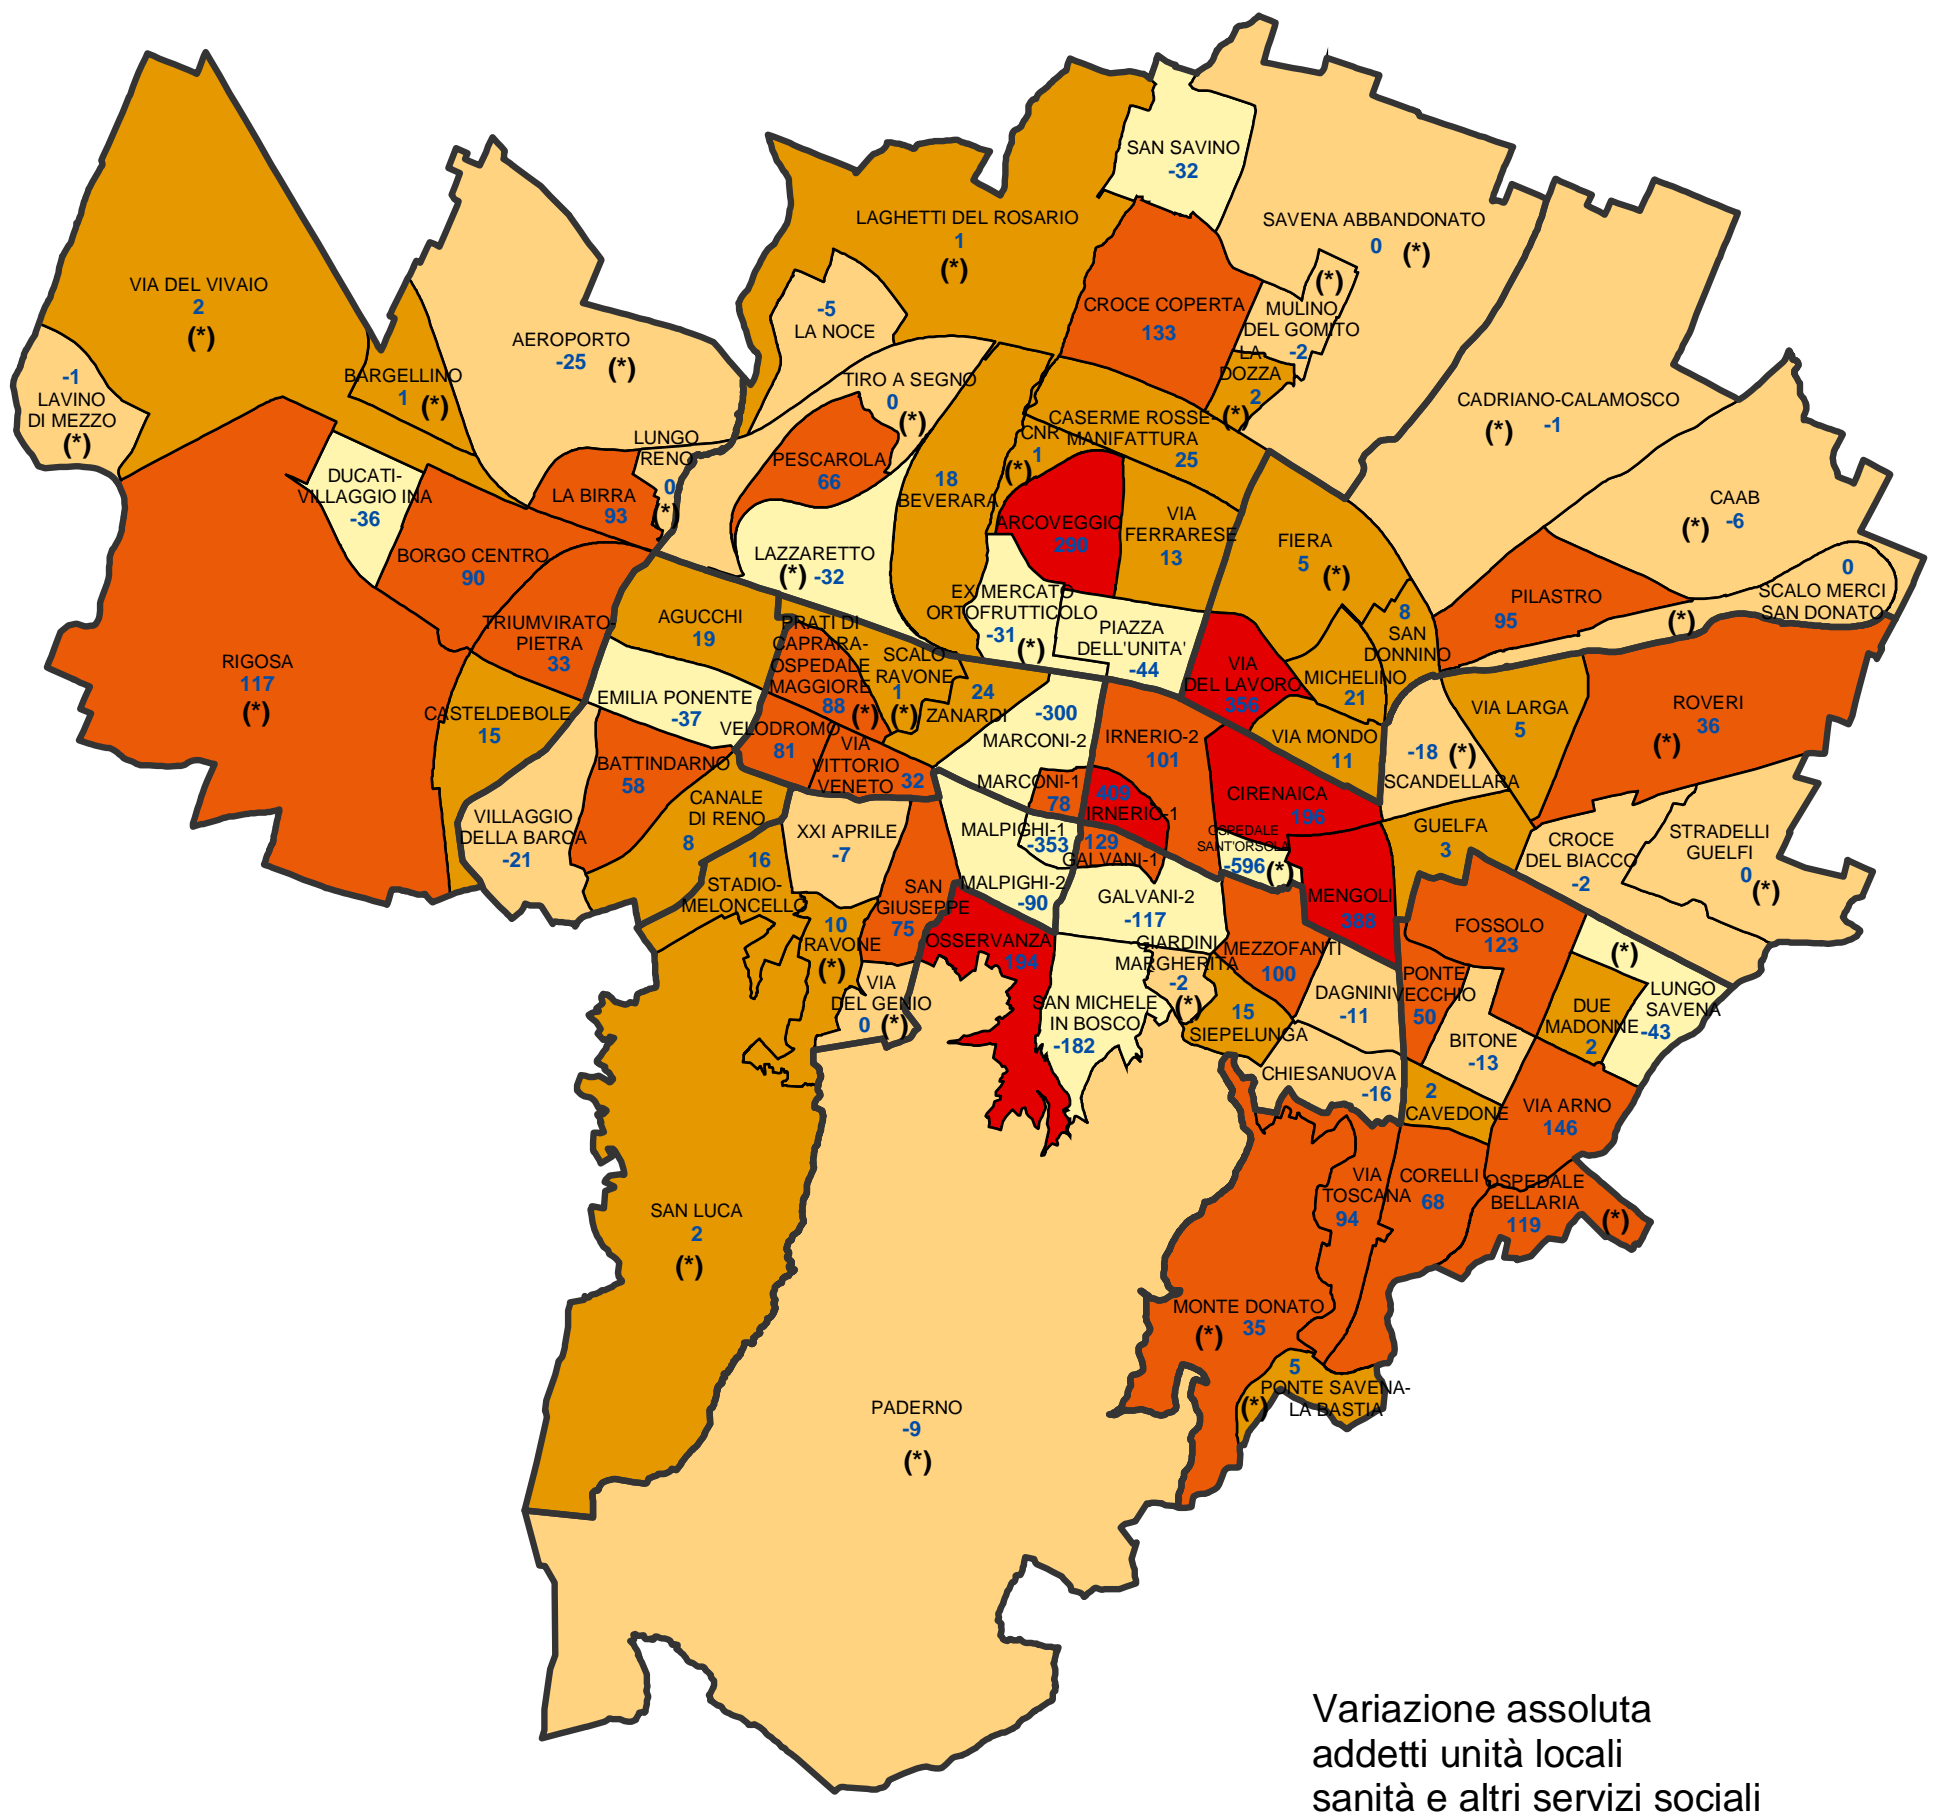 SAN SAVINO
-32
LAGHETTI DEL ROSARIO
1
(*)
SAVENA ABBANDONATO
0 (*)
VIA DEL VIVAIO
2
(*)
-5
LA NOCE
CROCE COPERTA
133
(*)
MULINO
DEL GOMITO
-2
LA
DOZZA
2
(*)
AEROPORTO
-25 (*)
-1
LAVINO
DI MEZZO
(*)
BARGELLINO
1 (*)
TIRO A SEGNO
0
(*)
CADRIANO-CALAMOSCO
(*) -1
CASERME ROSSE-
MANIFATTURA
25
CNR
1
(*)
LUNGO
RENO
0
(*)
PESCAROLA
66
DUCATI-
VILLAGGIO INA
-36
LA BIRRA
93
18
BEVERARA
CAAB
(*) -6
ARCOVEGGIO
290
VIA
FERRARESE
13
FIERA
5 (*)
BORGO CENTRO
90
LAZZARETTO
(*) -32
0
SCALO MERCI
SAN DONATO
(*)
PILASTRO
95
EX MERCATO
ORTOFRUTTICOLO
-31 (*)
AGUCCHI
19
TRIUMVIRATO-
PIETRA
33
PRATI DI
CAPRARA-
OSPEDALE
MAGGIORE
88 (*)
SCALO
RAVONE
1
(*)
PIAZZA
DELL'UNITA'
-44
8
SAN
DONNINO
RIGOSA
117
(*)
VIA
DEL LAVORO
356
MICHELINO
21
EMILIA PONENTE
-37
24
ZANARDI
-300
MARCONI-2
VIA LARGA
5
ROVERI
(*) 36
CASTELDEBOLE
15
VELODROMO
81
VIA
VITTORIO
VENETO 32
IRNERIO-2
101
VIA MONDO
11
-18 (*)
SCANDELLARA
BATTINDARNO
58
MARCONI-1
78
409
IRNERIO-1
CIRENAICA
196
CANALE
DI RENO
8
VILLAGGIO
DELLA BARCA
-21
XXI APRILE
-7
MALPIGHI-1
-353
129
GALVANI-1
OSPEDALE
SANT'ORSOLA
-596 (*)
GUELFA
3
CROCE
DEL BIACCO
-2
STRADELLI
GUELFI
0
(*)
16
STADIO-
MELONCELLO
SAN
GIUSEPPE
75
MALPIGHI-2
-90
GALVANI-2
-117
MENGOLI
388
10
RAVONE
(*)
OSSERVANZA
194
GIARDINI
MARGHERITA
-2
(*)
MEZZOFANTI
100
FOSSOLO
123
(*)
LUNGO
SAVENA
-43
VIA
DEL GENIO
0 (*)
SAN MICHELE
IN BOSCO
-182
15
SIEPELUNGA
DAGNINI
-11
PONTE
VECCHIO
50
DUE
MADONNE
2
BITONE
-13
CHIESANUOVA
-16
2
CAVEDONE
VIA ARNO
146
SAN LUCA
2
(*)
VIA
TOSCANA
94
CORELLI
68
OSPEDALE
BELLARIA
119 (*)
MONTE DONATO
(*) 35
5
PONTE SAVENA-
LA BASTIA
(*)
PADERNO
-9
(*)
Variazione assoluta
addetti unità locali
sanità e altri servizi sociali